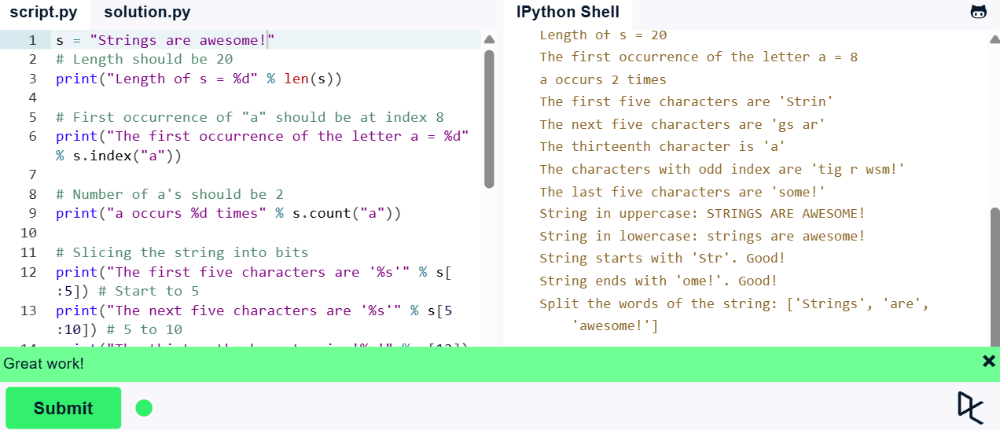 script.py
solution.py
1 s = "Strings are awesome!"
2 # Length should be 20
3 print("Length of s = %d" % len(s))
4
5 # First occurrence of "a" should be at index 8
6 print("The first occurrence of the letter a = %d"
% s.index("a"))
7
8 # Number of a's should be 2
9 print("a occurs %d times" % s.count("a"))
10
11 # Slicing the string into bits
12 print("The first five characters are '%s'" % s[
:5]) # Start to 5
13 print("The next five characters are '%s'" % s[5
:10]) # 5 to 10
IPython Shell
Length of s = 20
The first occurrence of the letter a = 8
a occurs 2 times
The first five characters are 'Strin'
The next five characters are 'gs ar'
The thirteenth character is 'a'
The characters with odd index are 'tig r wsm!'
The last five characters are 'some!'
String in uppercase: STRINGS ARE AWESOME!
String in lowercase: strings are awesome!
String starts with 'Str'. Good!
String ends with 'ome!'. Good!
Split the words of the string: ['Strings', 'are',
'awesome!']
Great work!
Submit